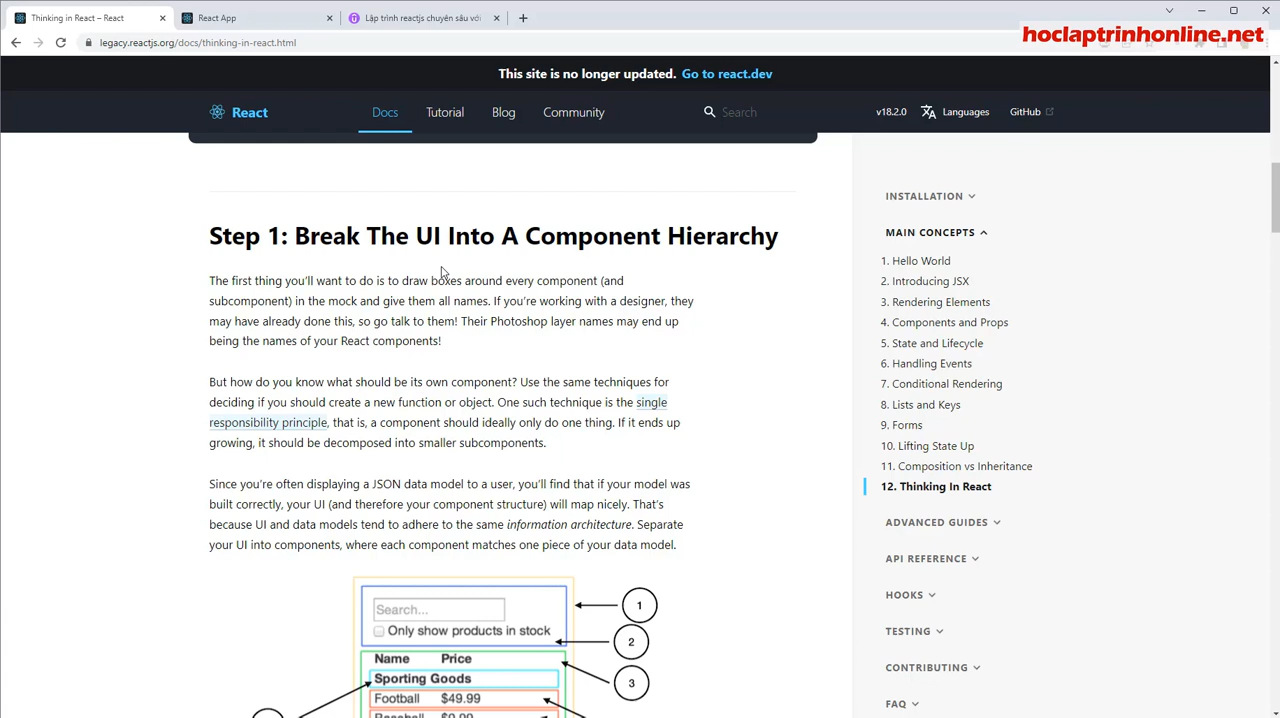 Thinking in React – React
React App
Lập trình reactjs chuyên sâu với
hoclaptrinhonline.net
legacy.reactjs.org/docs/thinking-in-react.html
This site is no longer updated. Go to react.dev
React
Docs
Tutorial
Blog
Community
Search
v18.2.0
Languages
GitHub
Step 1: Break The UI Into A Component Hierarchy
The first thing you’ll want to do is to draw boxes around every component (and
subcomponent) in the mock and give them all names. If you’re working with a designer, they
may have already done this, so go talk to them! Their Photoshop layer names may end up
being the names of your React components!
But how do you know what should be its own component? Use the same techniques for
deciding if you should create a new function or object. One such technique is the single
responsibility principle, that is, a component should ideally only do one thing. If it ends up
growing, it should be decomposed into smaller subcomponents.
Since you’re often displaying a JSON data model to a user, you’ll find that if your model was
built correctly, your UI (and therefore your component structure) will map nicely. That’s
because UI and data models tend to adhere to the same information architecture. Separate
your UI into components, where each component matches one piece of your data model.
Search...
Only show products in stock
Name Price
Sporting Goods
Football $49.99
Baseball $9.99
1
2
3
INSTALLATION
MAIN CONCEPTS
1. Hello World
2. Introducing JSX
3. Rendering Elements
4. Components and Props
5. State and Lifecycle
6. Handling Events
7. Conditional Rendering
8. Lists and Keys
9. Forms
10. Lifting State Up
11. Composition vs Inheritance
12. Thinking In React
ADVANCED GUIDES
API REFERENCE
HOOKS
TESTING
CONTRIBUTING
FAQ